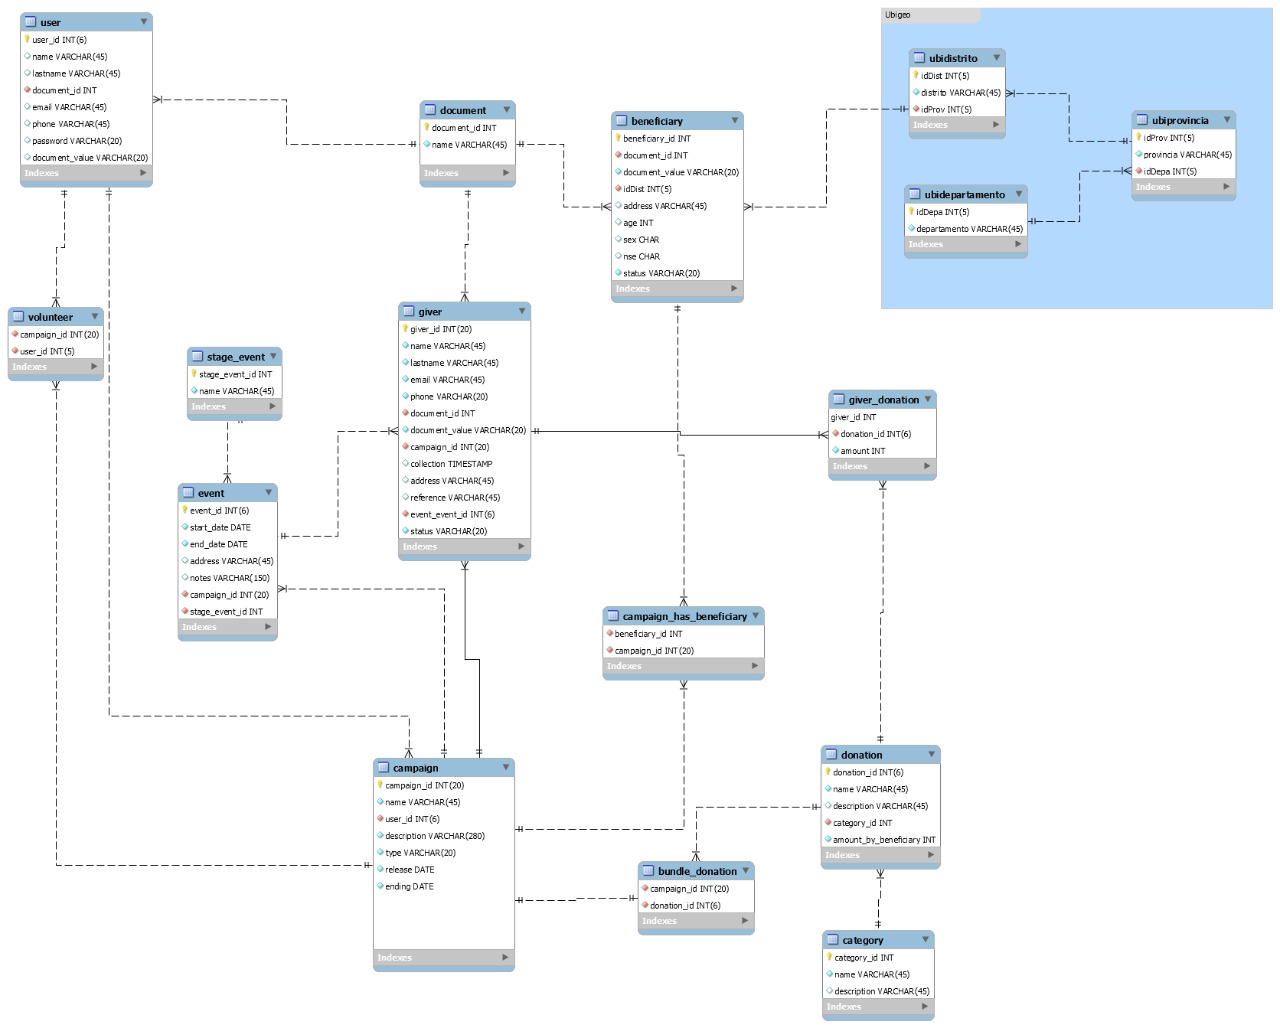 user
user_id INT(6)
name VARCHAR(45)
lastname VARCHAR(45)
document_id INT
email VARCHAR(45)
phone VARCHAR(45)
password VARCHAR(20)
document_value VARCHAR(20)
Indexes
document
document_id INT
name VARCHAR(45)
Indexes
beneficiary
beneficiary_id INT
document_id INT
document_value VARCHAR(20)
idDist INT(5)
address VARCHAR(45)
age INT
sex CHAR
nse CHAR
status VARCHAR(20)
Indexes
Ubigeo
ubidistrito
idDist INT(5)
distrito VARCHAR(45)
idProv INT(5)
Indexes
ubiprovincia
idProv INT(5)
provincia VARCHAR(45)
idDepa INT(5)
Indexes
ubidepartamento
idDepa INT(5)
departamento VARCHAR(45)
Indexes
volunteer
campaign_id INT(20)
user_id INT(5)
Indexes
stage_event
stage_event_id INT
name VARCHAR(45)
Indexes
giver
giver_id INT(20)
name VARCHAR(45)
lastname VARCHAR(45)
email VARCHAR(45)
phone VARCHAR(20)
document_id INT
document_value VARCHAR(20)
campaign_id INT(20)
collection TIMESTAMP
address VARCHAR(45)
reference VARCHAR(45)
event_event_id INT(6)
status VARCHAR(20)
Indexes
giver_donation
giver_id INT
donation_id INT(6)
amount INT
Indexes
event
event_id INT(6)
start_date DATE
end_date DATE
address VARCHAR(45)
notes VARCHAR(150)
campaign_id INT(20)
stage_event_id INT
Indexes
campaign_has_beneficiary
beneficiary_id INT
campaign_id INT(20)
Indexes
campaign
campaign_id INT(20)
name VARCHAR(45)
user_id INT(6)
description VARCHAR(280)
type VARCHAR(20)
release DATE
ending DATE
Indexes
donation
donation_id INT(6)
name VARCHAR(45)
description VARCHAR(45)
category_id INT
amount_by_beneficiary INT
Indexes
bundle_donation
campaign_id INT(20)
donation_id INT(6)
Indexes
category
category_id INT
name VARCHAR(45)
description VARCHAR(45)
Indexes